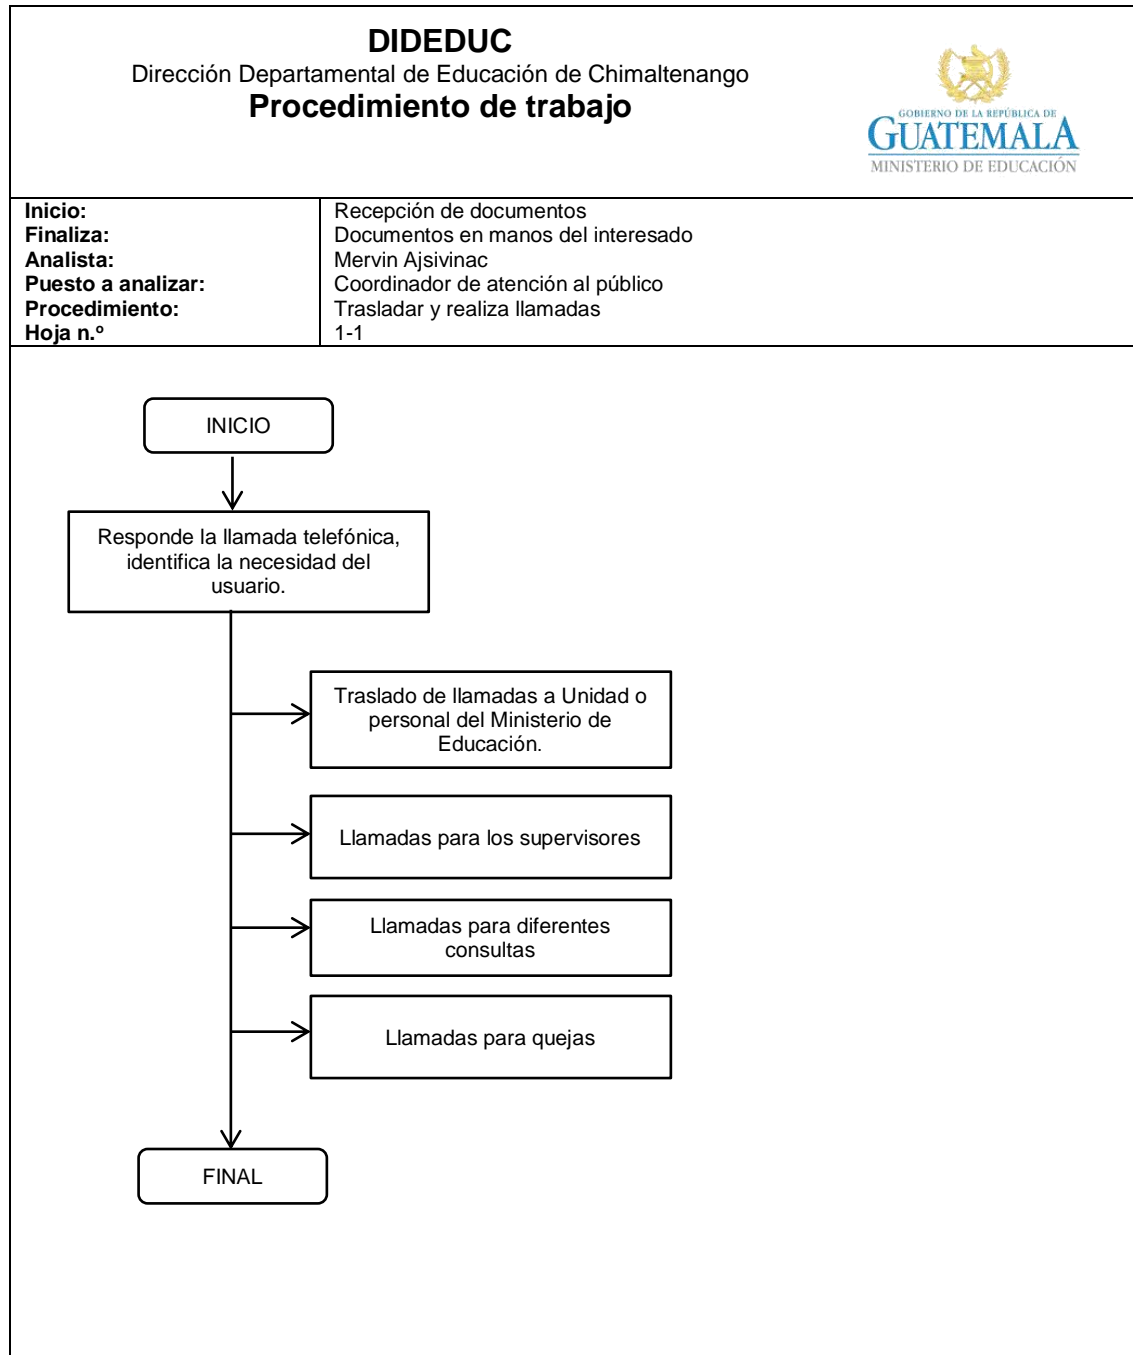 DIDEDUC
Dirección Departamental de Educación de Chimaltenango
Procedimiento de trabajo
GOBIERNO DE LA REPÚBLICA DE
GUATEMALA
MINISTERIO DE EDUCACIÓN
Inicio: Recepción de documentos
Finaliza: Documentos en manos del interesado
Analista: Mervin Ajsivinac
Puesto a analizar: Coordinador de atención al público
Procedimiento: Trasladar y realiza llamadas
Hoja n.º 1-1
INICIO
Responde la llamada telefónica,
identifica la necesidad del
usuario.
Traslado de llamadas a Unidad o
personal del Ministerio de
Educación.
Llamadas para los supervisores
Llamadas para diferentes
consultas
Llamadas para quejas
FINAL